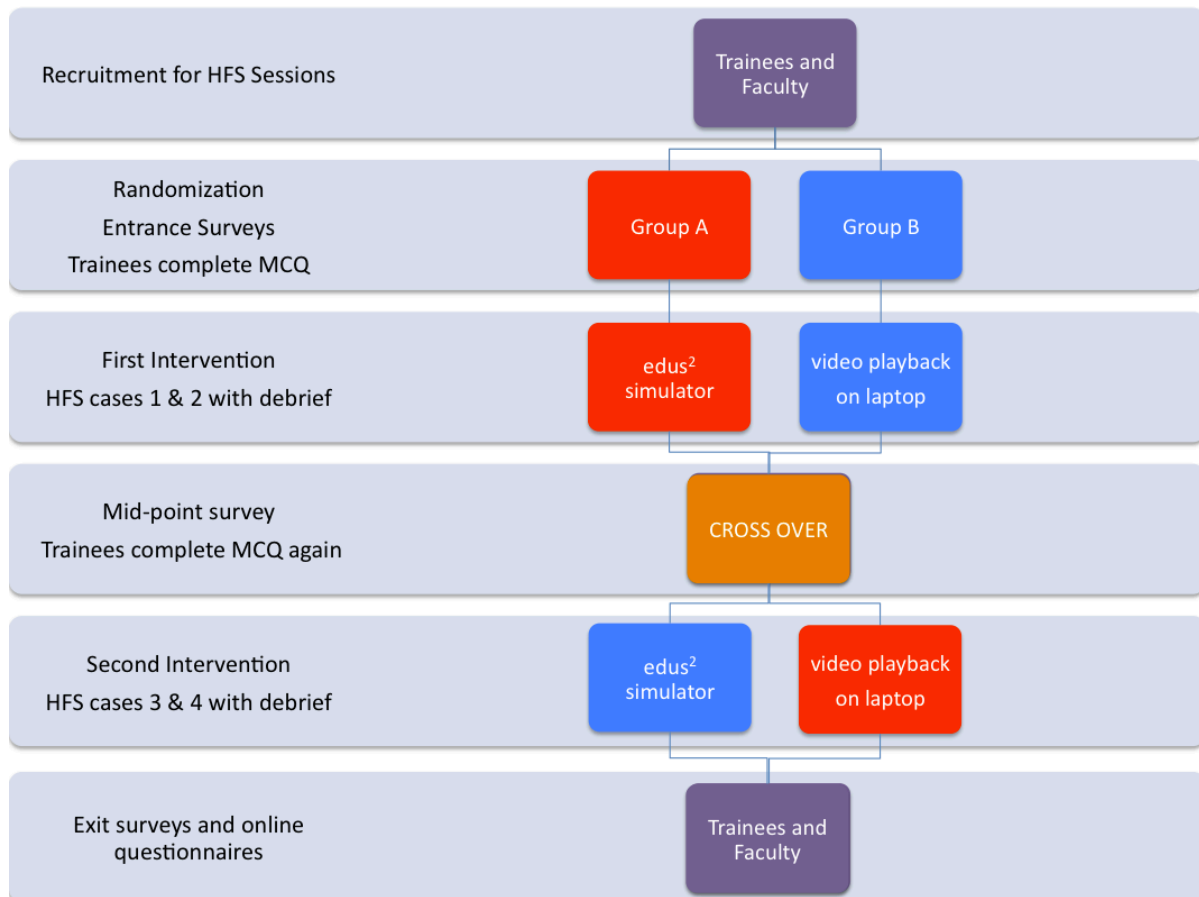 Recruitment for HFS Sessions
Trainees and
Faculty
Randomization
Entrance Surveys
Trainees complete MCQ
Group A
Group B
First Intervention
HFS cases 1 & 2 with debrief
edus²
simulator
video playback
on laptop
Mid-point survey
Trainees complete MCQ again
CROSS OVER
Second Intervention
HFS cases 3 & 4 with debrief
edus²
simulator
video playback
on laptop
Exit surveys and online
questionnaires
Trainees and
Faculty